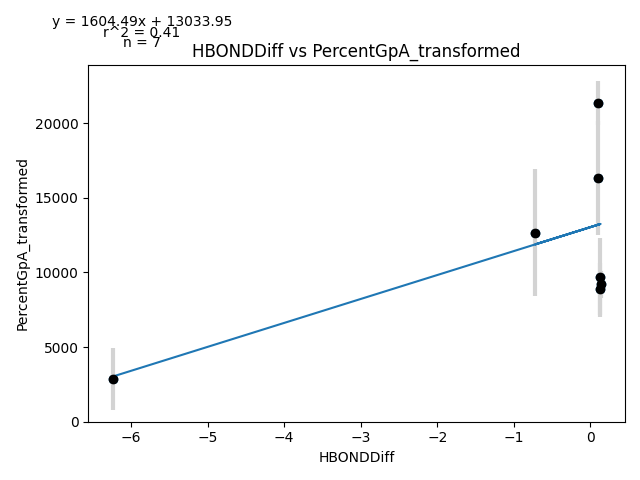 y = 1604.49x + 13033.95
r^2 = 0.41
n = 7
HBONDDiff vs PercentGpA_transformed
PercentGpA_transformed
20000
15000
10000
5000
0
−6
−5
−4
−3
−2
−1
0
HBONDDiff